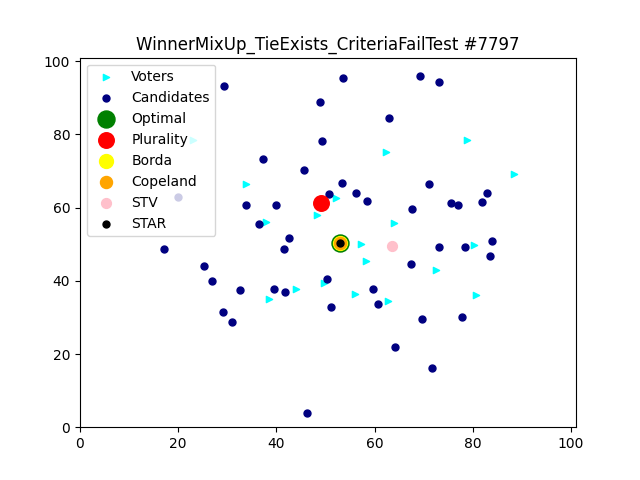 WinnerMixUp_TieExists_CriteriaFailTest #7797
100
80
60
40
20
0
Voters
Candidates
Optimal
Plurality
Borda
Copeland
STV
STAR
0 20 40 60 80 100